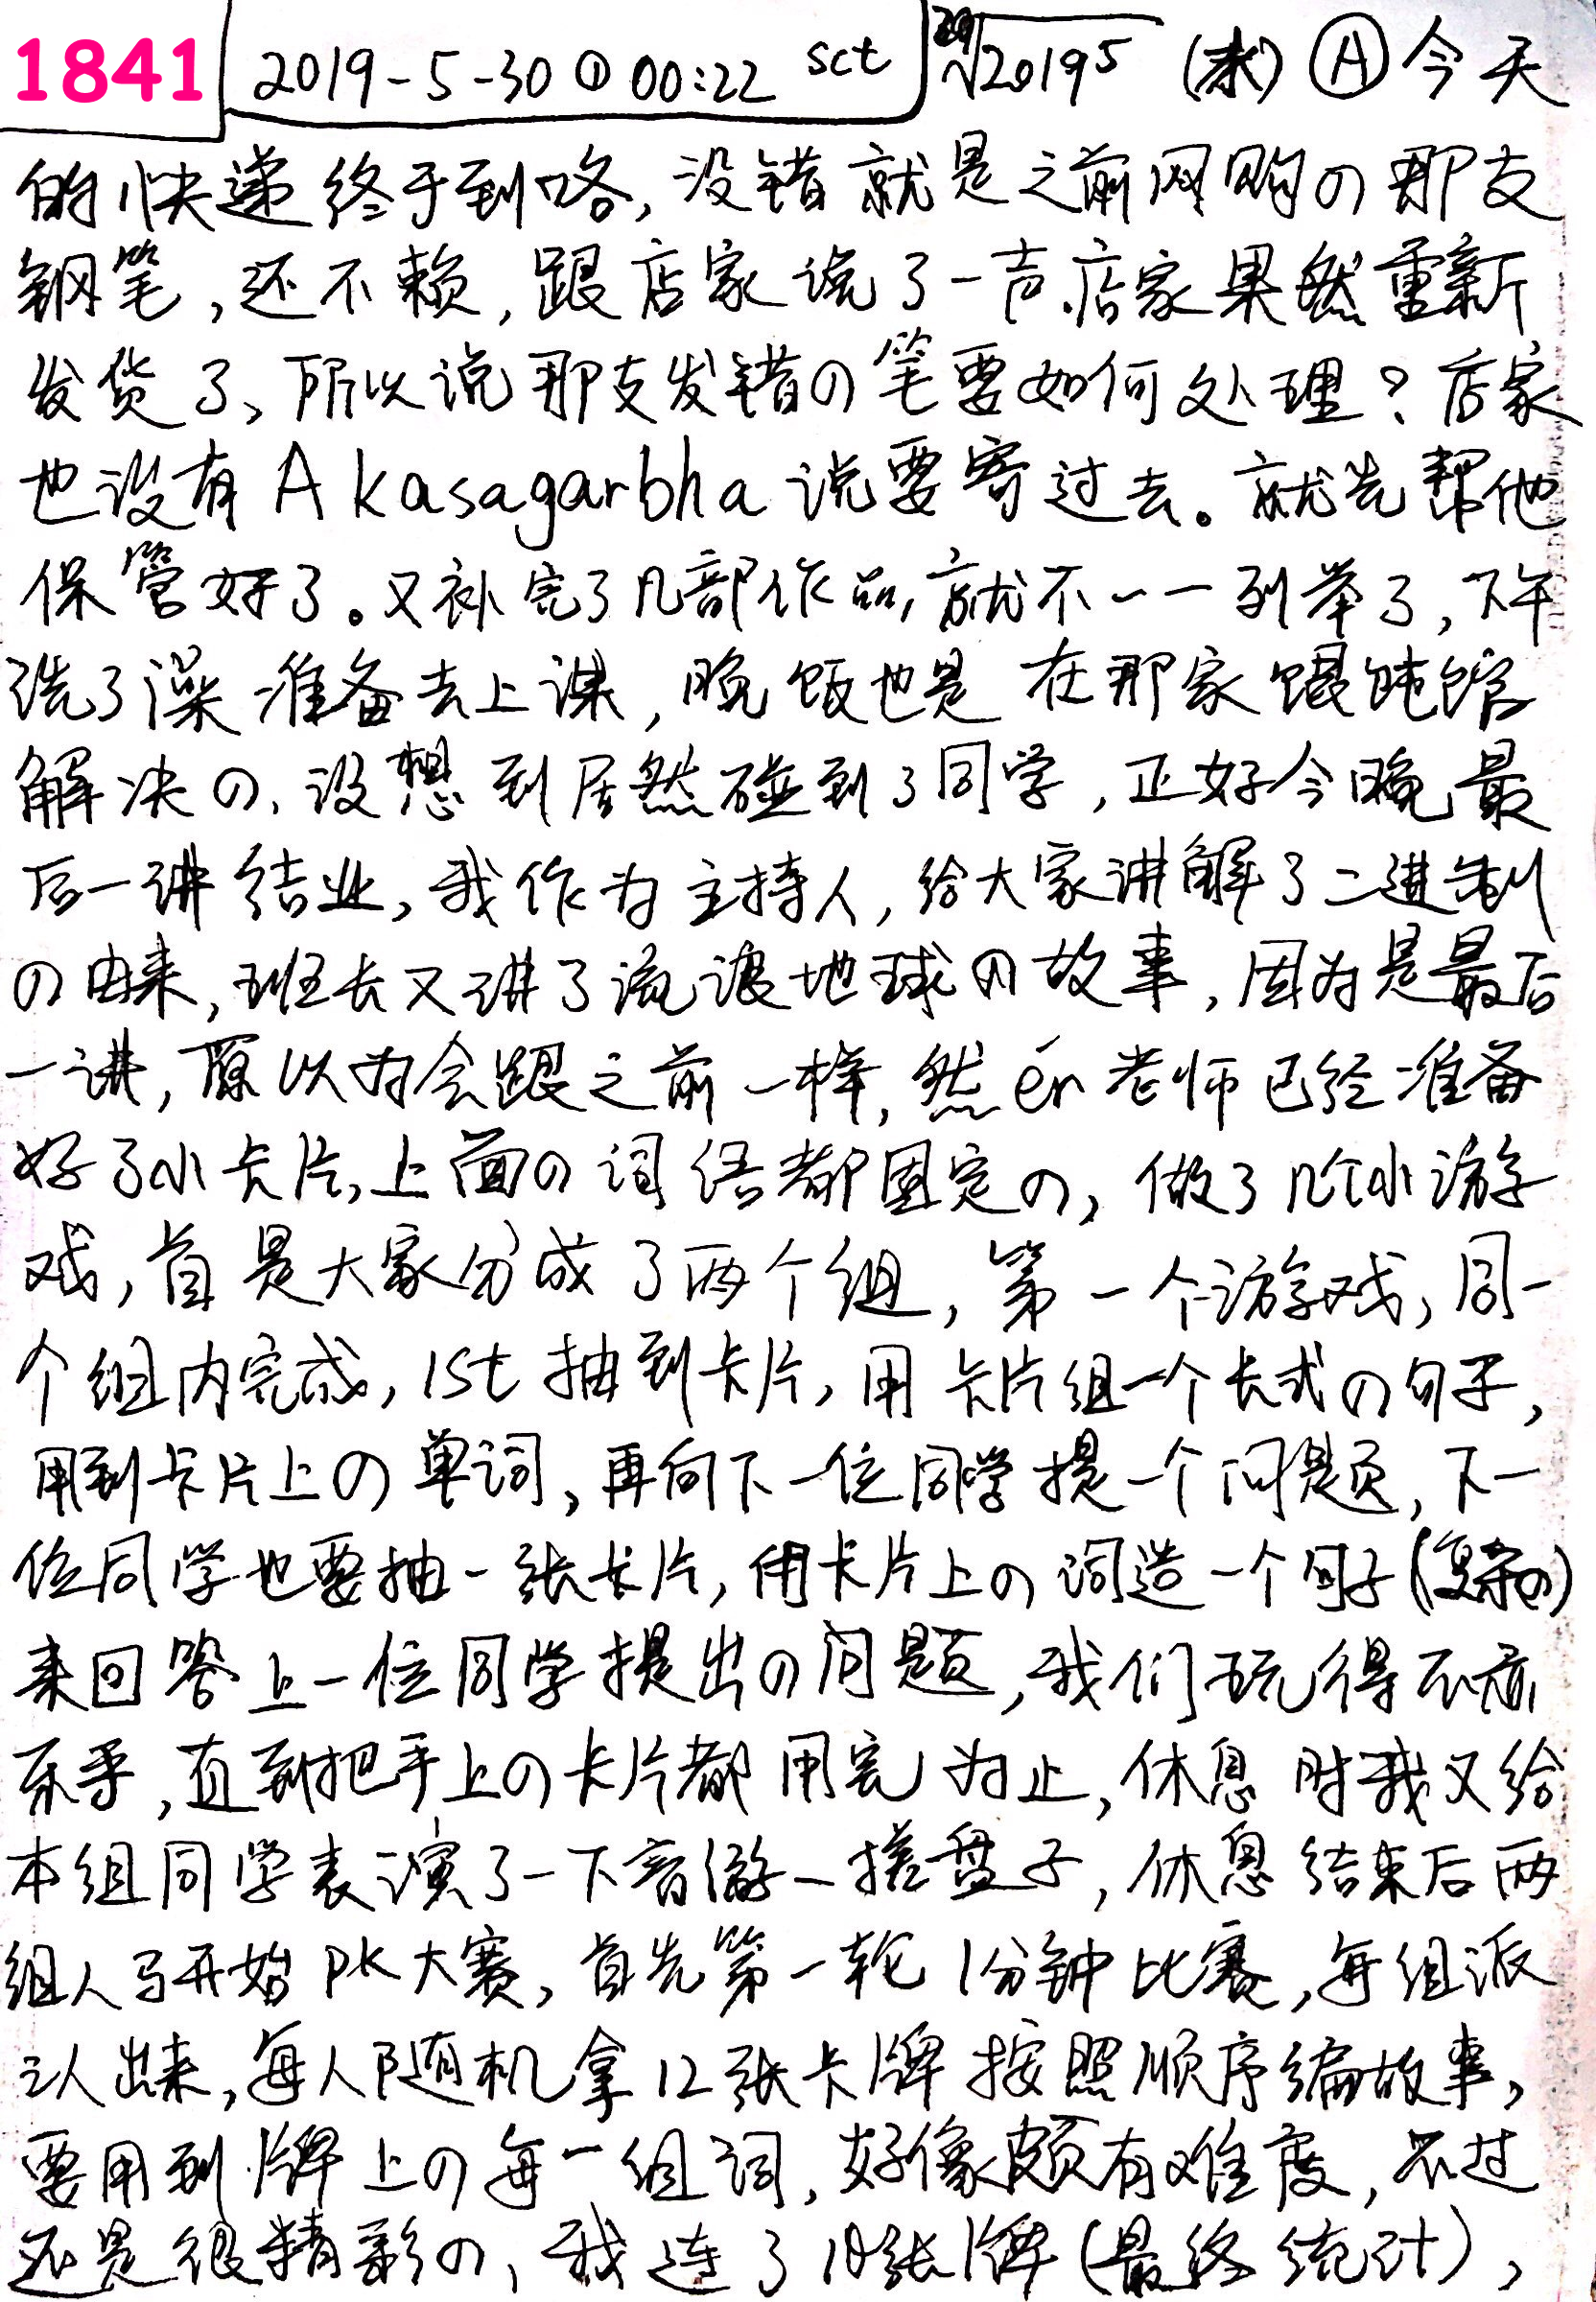 1841 2019-5-30 ① 00:22 sct ²⁹√2019⁵ (木) Ⓐ 今天
的快递终于到咯,没错就是之前网购の那支
钢笔,还不赖,跟店家说了一声、店家果然重新
发货了、所以说那支发错の笔要如何处理?店家
也没有 Akasagarbha 说要寄过去。就先帮他
保管好了。又补完了几部作品,就不一一列举了,下午
洗了澡准备去上课,晚饭也是在那家馄饨馆
解决の、没想到居然碰到了同学,正好今晚最
后一讲结业,我作为主持人,给大家讲解了二进制
の由来,班长又讲了流浪地球の故事,因为是最后
一讲,原以为会跟之前一样,然ér老师已经准备
好了小卡片,上面の词语都固定の,做了几个小游
戏,首是大家分成了两个组,第一个游戏,同一
个组内完成,1st 抽到卡片,用卡片组一个长式の句子,
用到卡片上の单词,再向下一位同学提一个问题,下一
位同学也要抽一张卡片,用卡片上の词造一个句子(复杂の)
来回答上一位同学提出の问题,我们玩得不亦
乐乎,直到把手上の卡片都用完为止,休息时我又给
本组同学表演了一下音游一搓盘子,休息结束后两
组人马开始PK大赛,首先第一轮1分钟比赛,每组派
2人出来,每人随机拿12张卡牌按照顺序编故事,
要用到牌上の每一组词,好像颇有难度,不过
还是很精彩の,我连了10张牌(最终统计),